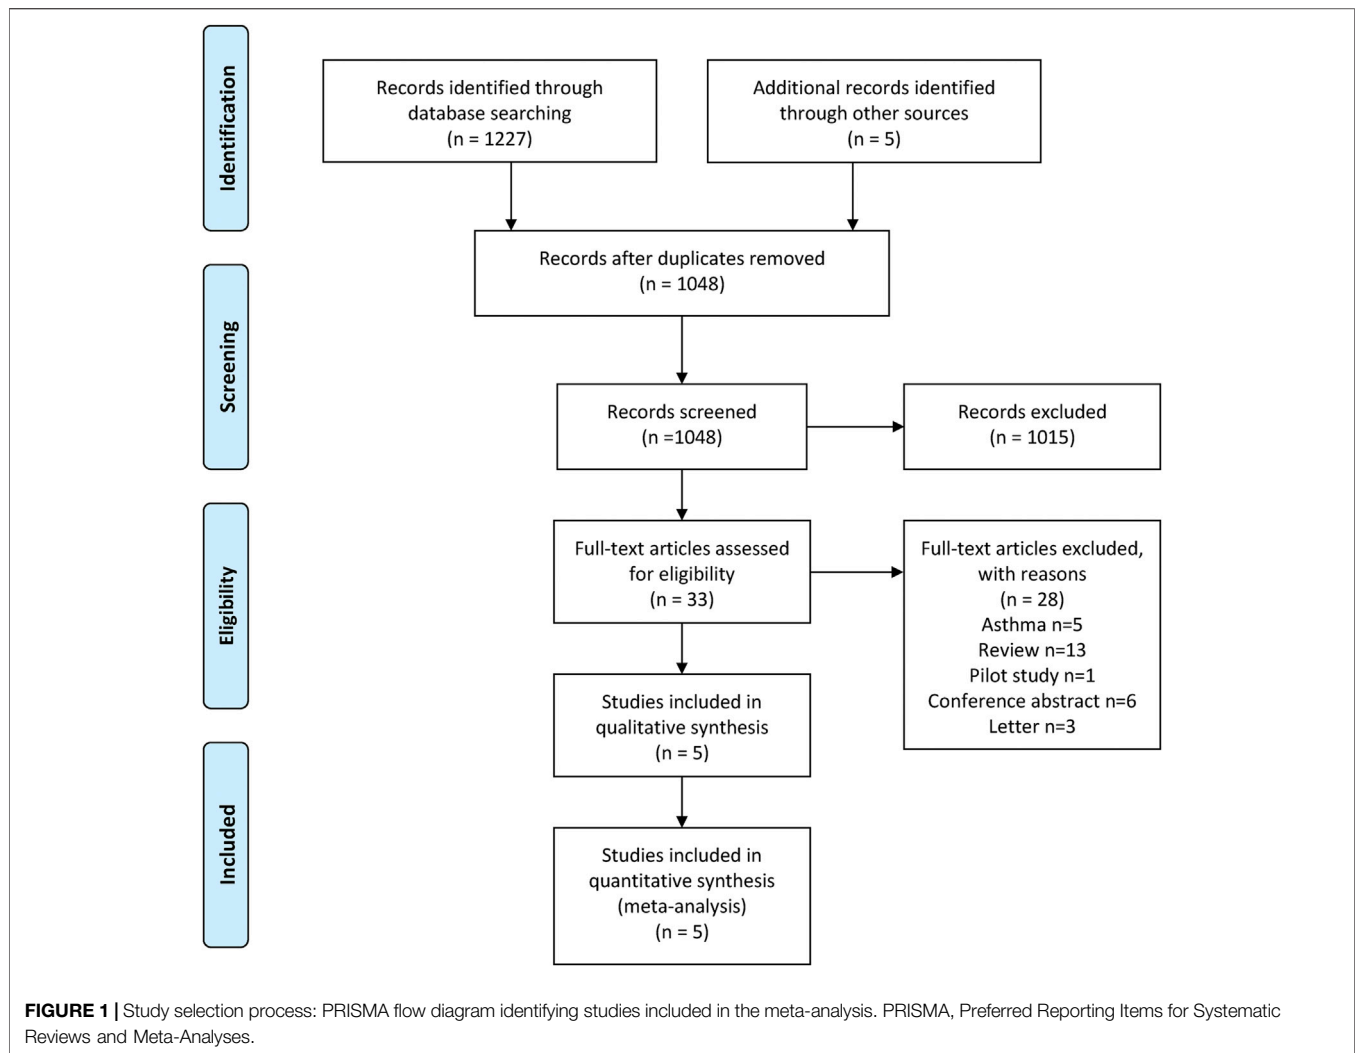 Identification
Records identified through
database searching
(n = 1227)
Additional records identified
through other sources
(n = 5)
Records after duplicates removed
(n = 1048)
Screening
Records screened
(n =1048)
Records excluded
(n = 1015)
Eligibility
Full-text articles assessed
for eligibility
(n = 33)
Full-text articles excluded,
with reasons
(n = 28)
Asthma n=5
Review n=13
Pilot study n=1
Conference abstract n=6
Letter n=3
Studies included in
qualitative synthesis
(n = 5)
Included
Studies included in
quantitative synthesis
(meta-analysis)
(n = 5)
FIGURE 1 | Study selection process: PRISMA flow diagram identifying studies included in the meta-analysis. PRISMA, Preferred Reporting Items for Systematic
Reviews and Meta-Analyses.